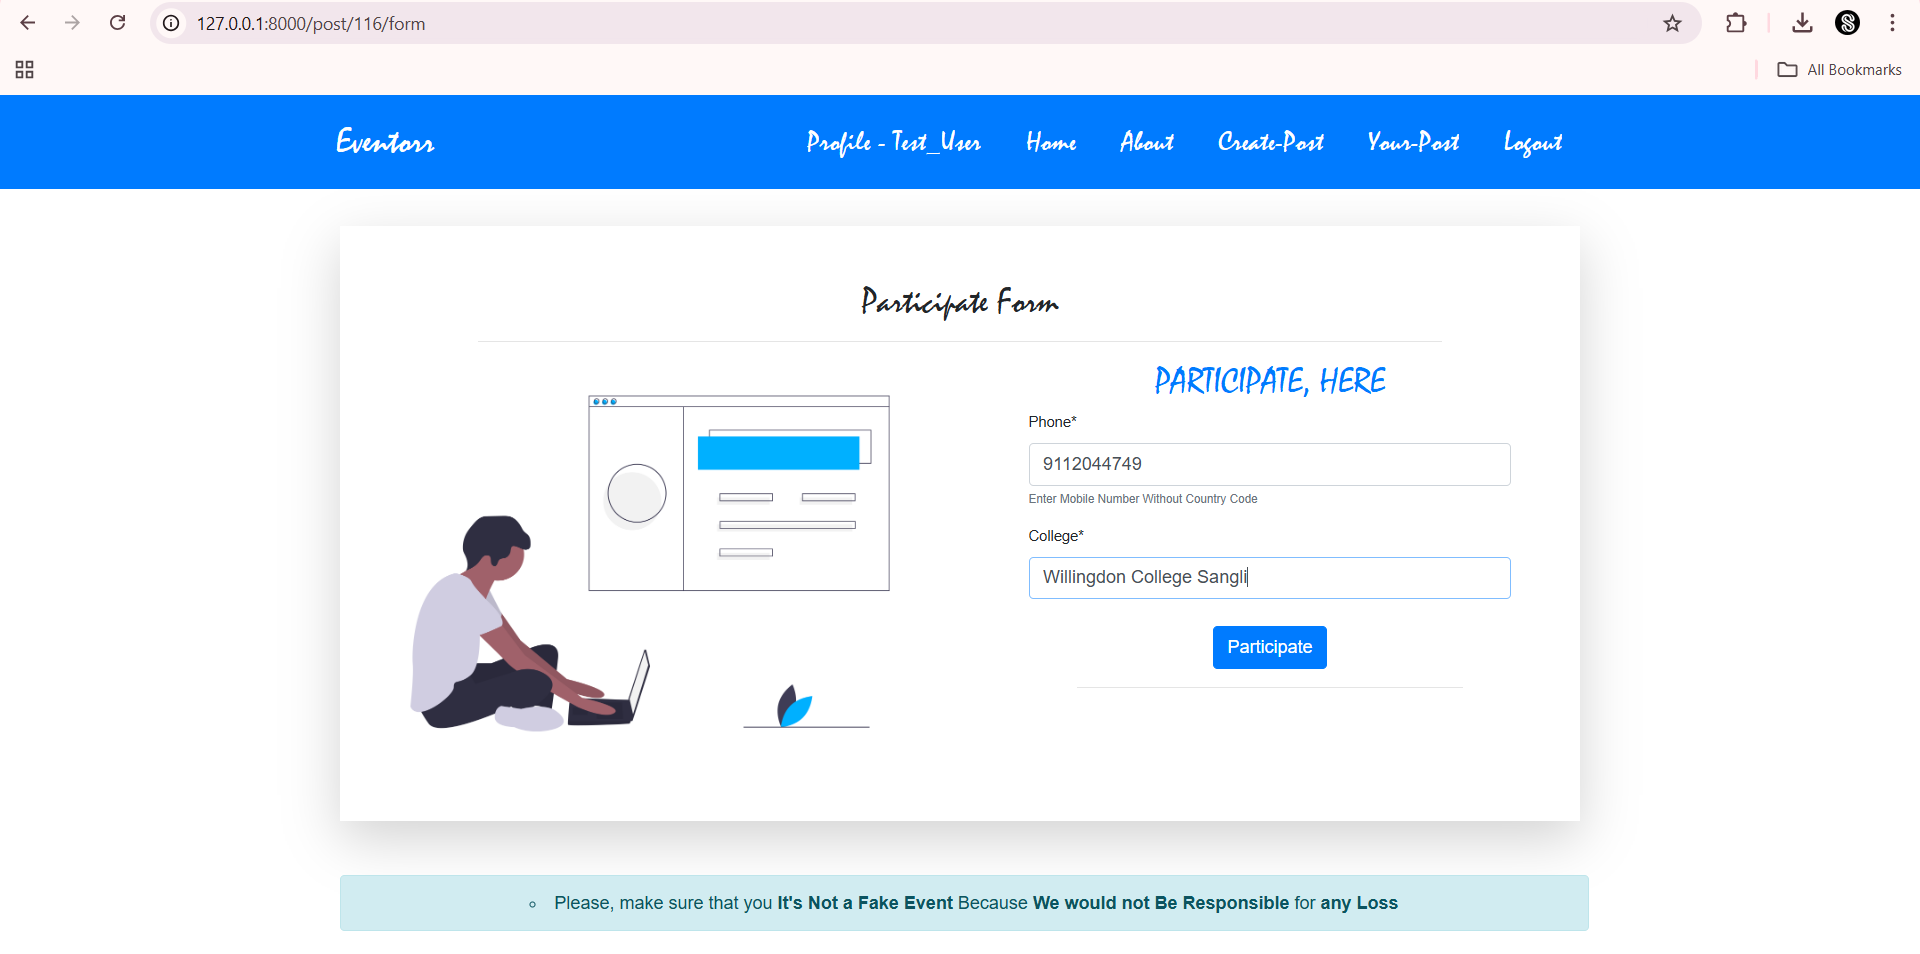 127.0.0.1:8000/post/116/form
All Bookmarks
Eventorr Profile - Test_User Home About Create-Post Your-Post Logout
Participate Form
PARTICIPATE, HERE
Phone*
9112044749
Enter Mobile Number Without Country Code
College*
Willingdon College Sangli
Participate
Please, make sure that you It's Not a Fake Event Because We would not Be Responsible for any Loss